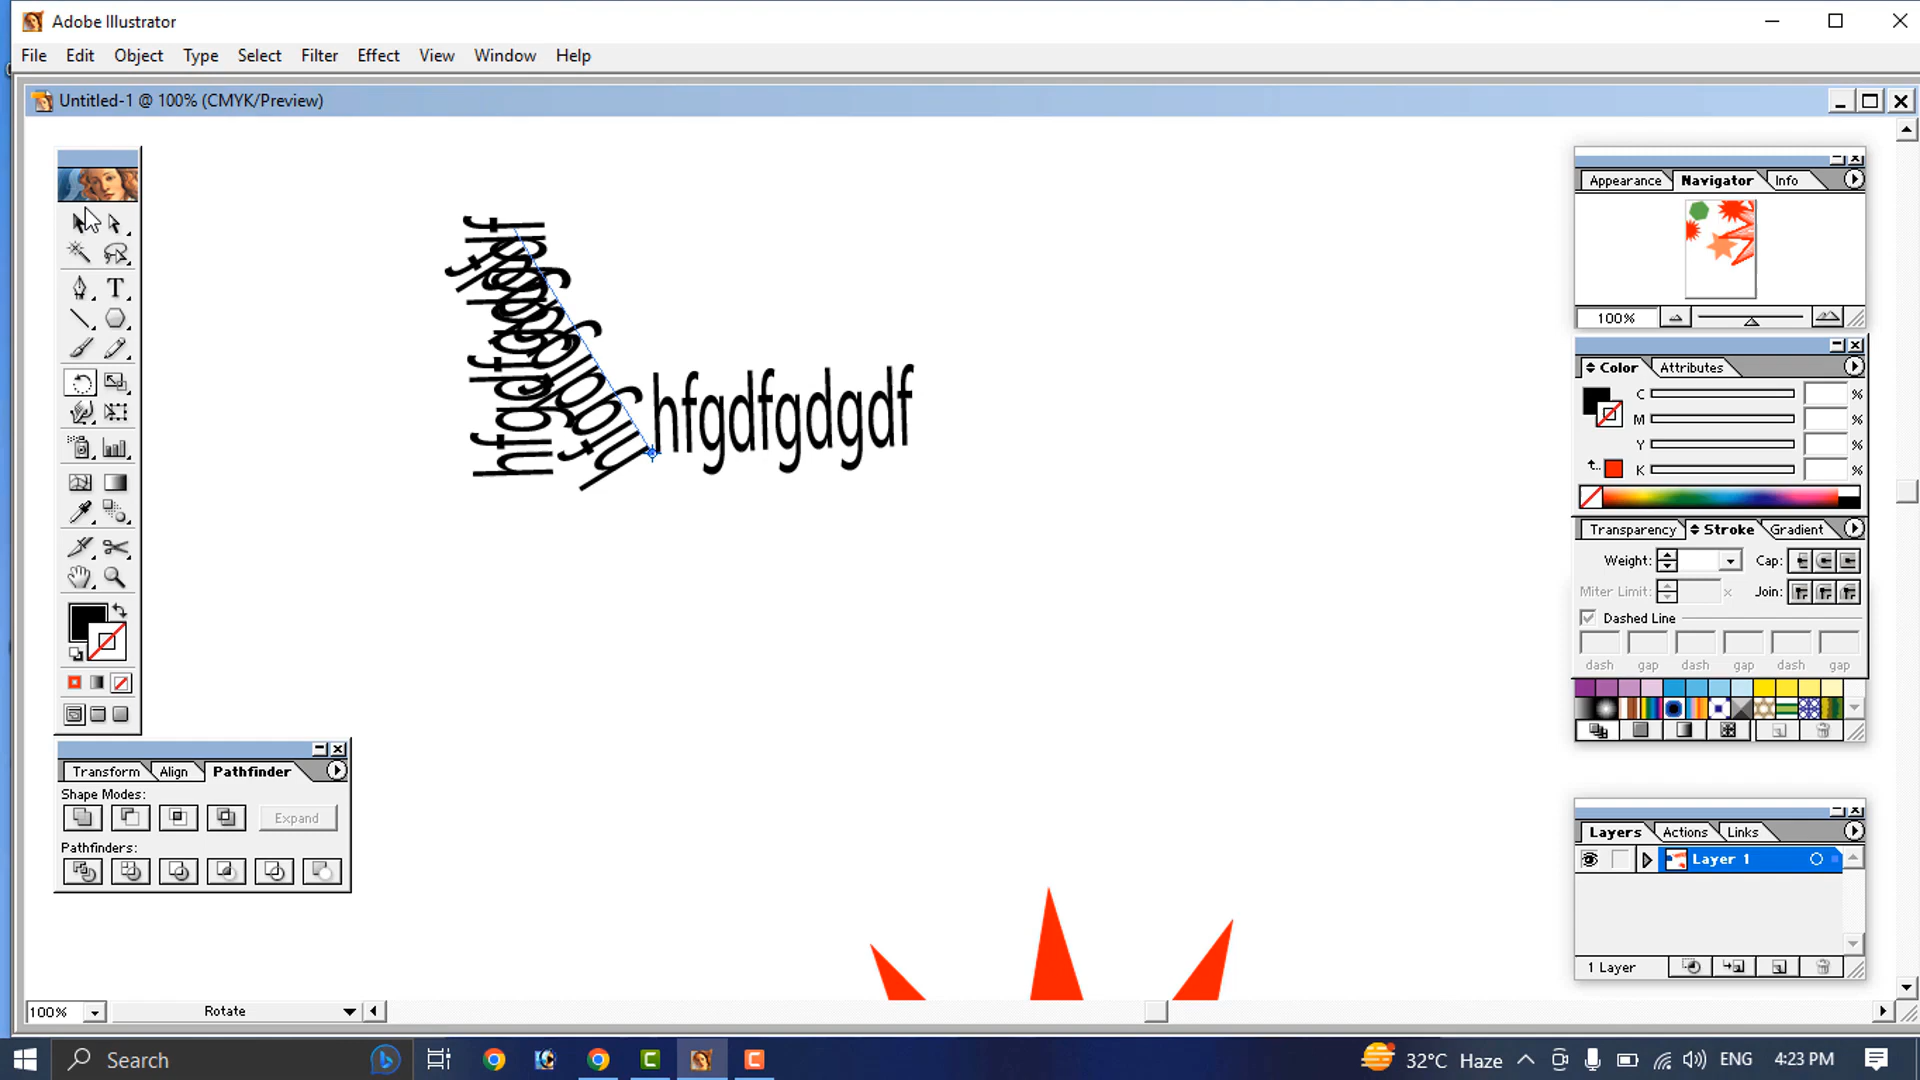 Adobe Illustrator
File Edit Object Type Select Filter Effect View Window Help
Untitled-1 @ 100% (CMYK/Preview)
Appearance Navigator Info
100%
hfgdfgdgdf
hfgdfgdgdf
hfgdfgdgdf
Color Attributes
C %
M %
Y %
K %
Transparency Stroke Gradient
Weight: Cap:
Miter Limit: x Join:
Dashed Line
dash gap dash gap dash gap
T
Transform Align Pathfinder
Shape Modes:
Expand
Pathfinders:
Layers Actions Links
Layer 1
1 Layer
100% Rotate
Search
32°C Haze ENG 4:23 PM